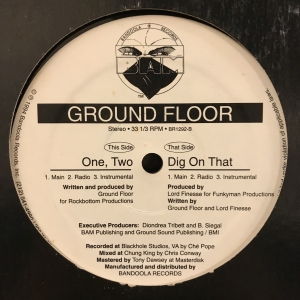 BANDOOLA RECORDS
BAM
GROUND FLOOR
Stereo • 33 1/3 RPM • BR1292-B
This Side
That Side
One, Two
Dig On That
1. Main 2. Radio 3. Instrumental
1. Main 2. Radio 3. Instrumental
Written and produced by
Ground Floor
for Rockbottom Productions
Produced by
Lord Finesse for Funkyman Productions
Written by
Ground Floor and Lord Finesse
Executive Producers: Diondrea Tribett and B. Siegal
BAM Publishing and Ground Sound Publishing / BMI
Recorded at Blackhole Studios, VA by Ché Pope
Mixed at Chung King by Chris Conway
Mastered by Tony Dawsey at Masterdisk
Manufactured and distributed by
BANDOOLA RECORDS